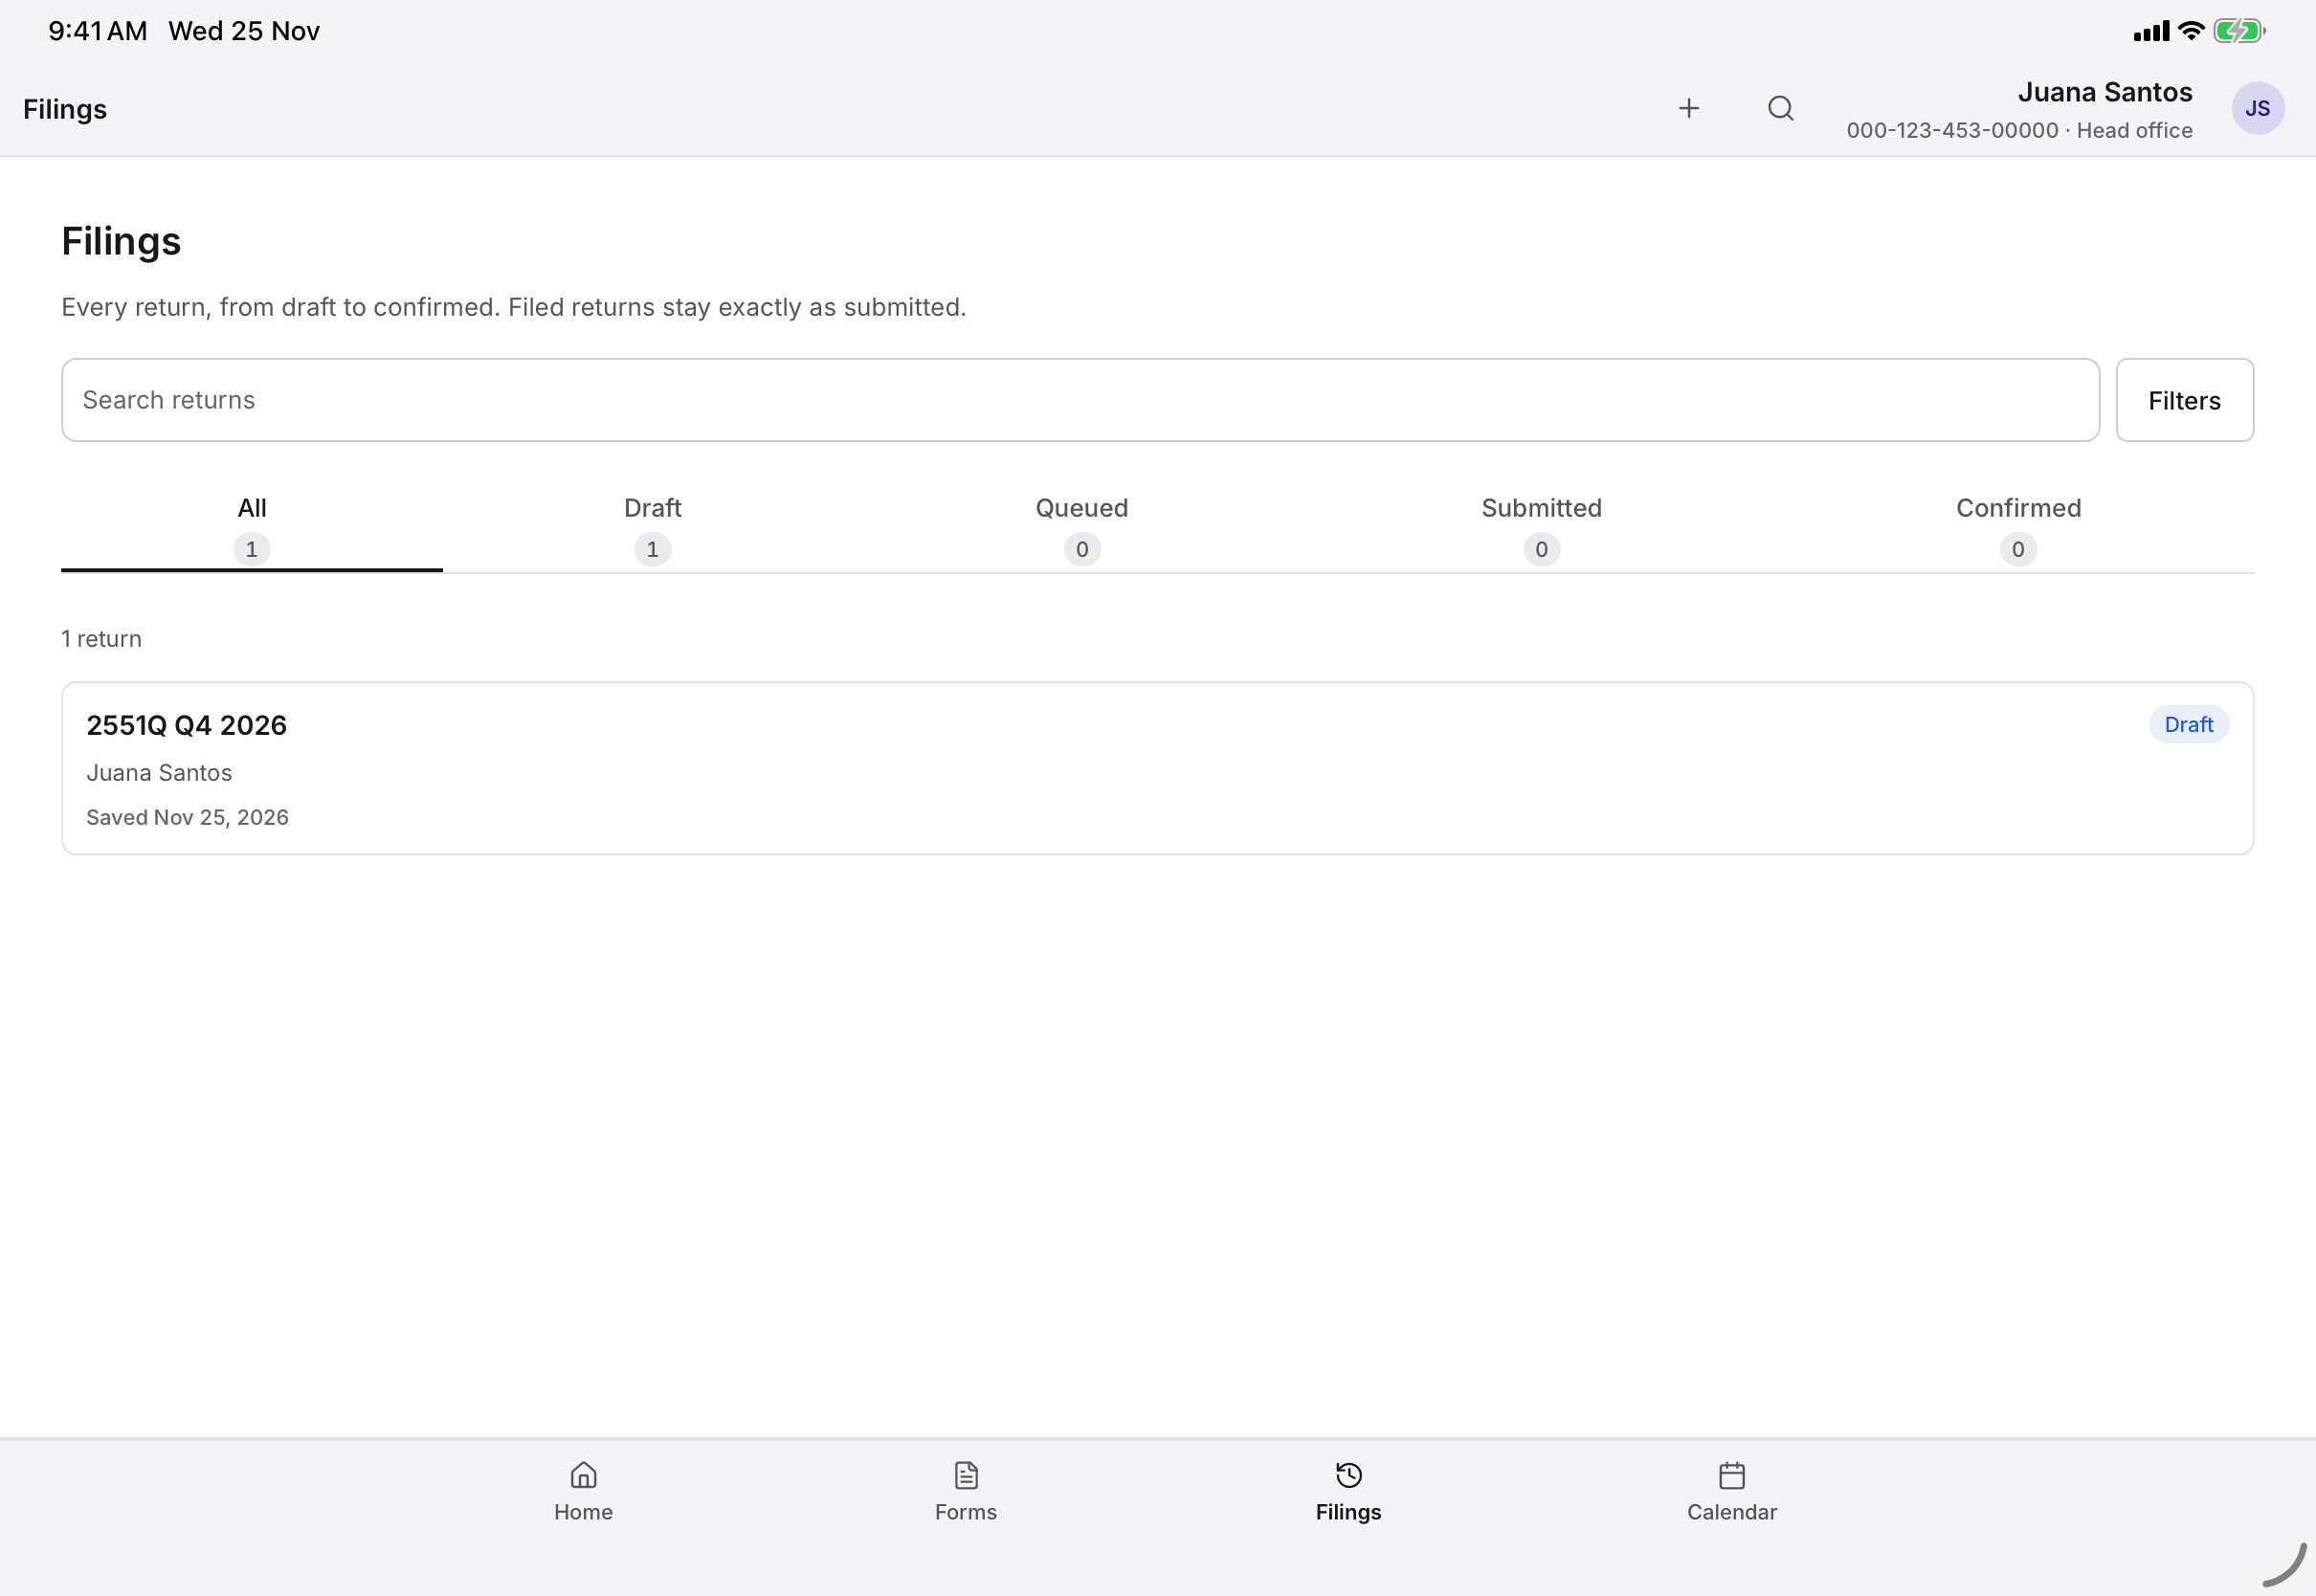 9:41 AM Wed 25 Nov
Filings
Juana Santos
000-123-453-00000 · Head office
JS
Filings
Every return, from draft to confirmed. Filed returns stay exactly as submitted.
Search returns
Filters
All
1
Draft
1
Queued
0
Submitted
0
Confirmed
0
1 return
2551Q Q4 2026
Draft
Juana Santos
Saved Nov 25, 2026
Home
Forms
Filings
Calendar